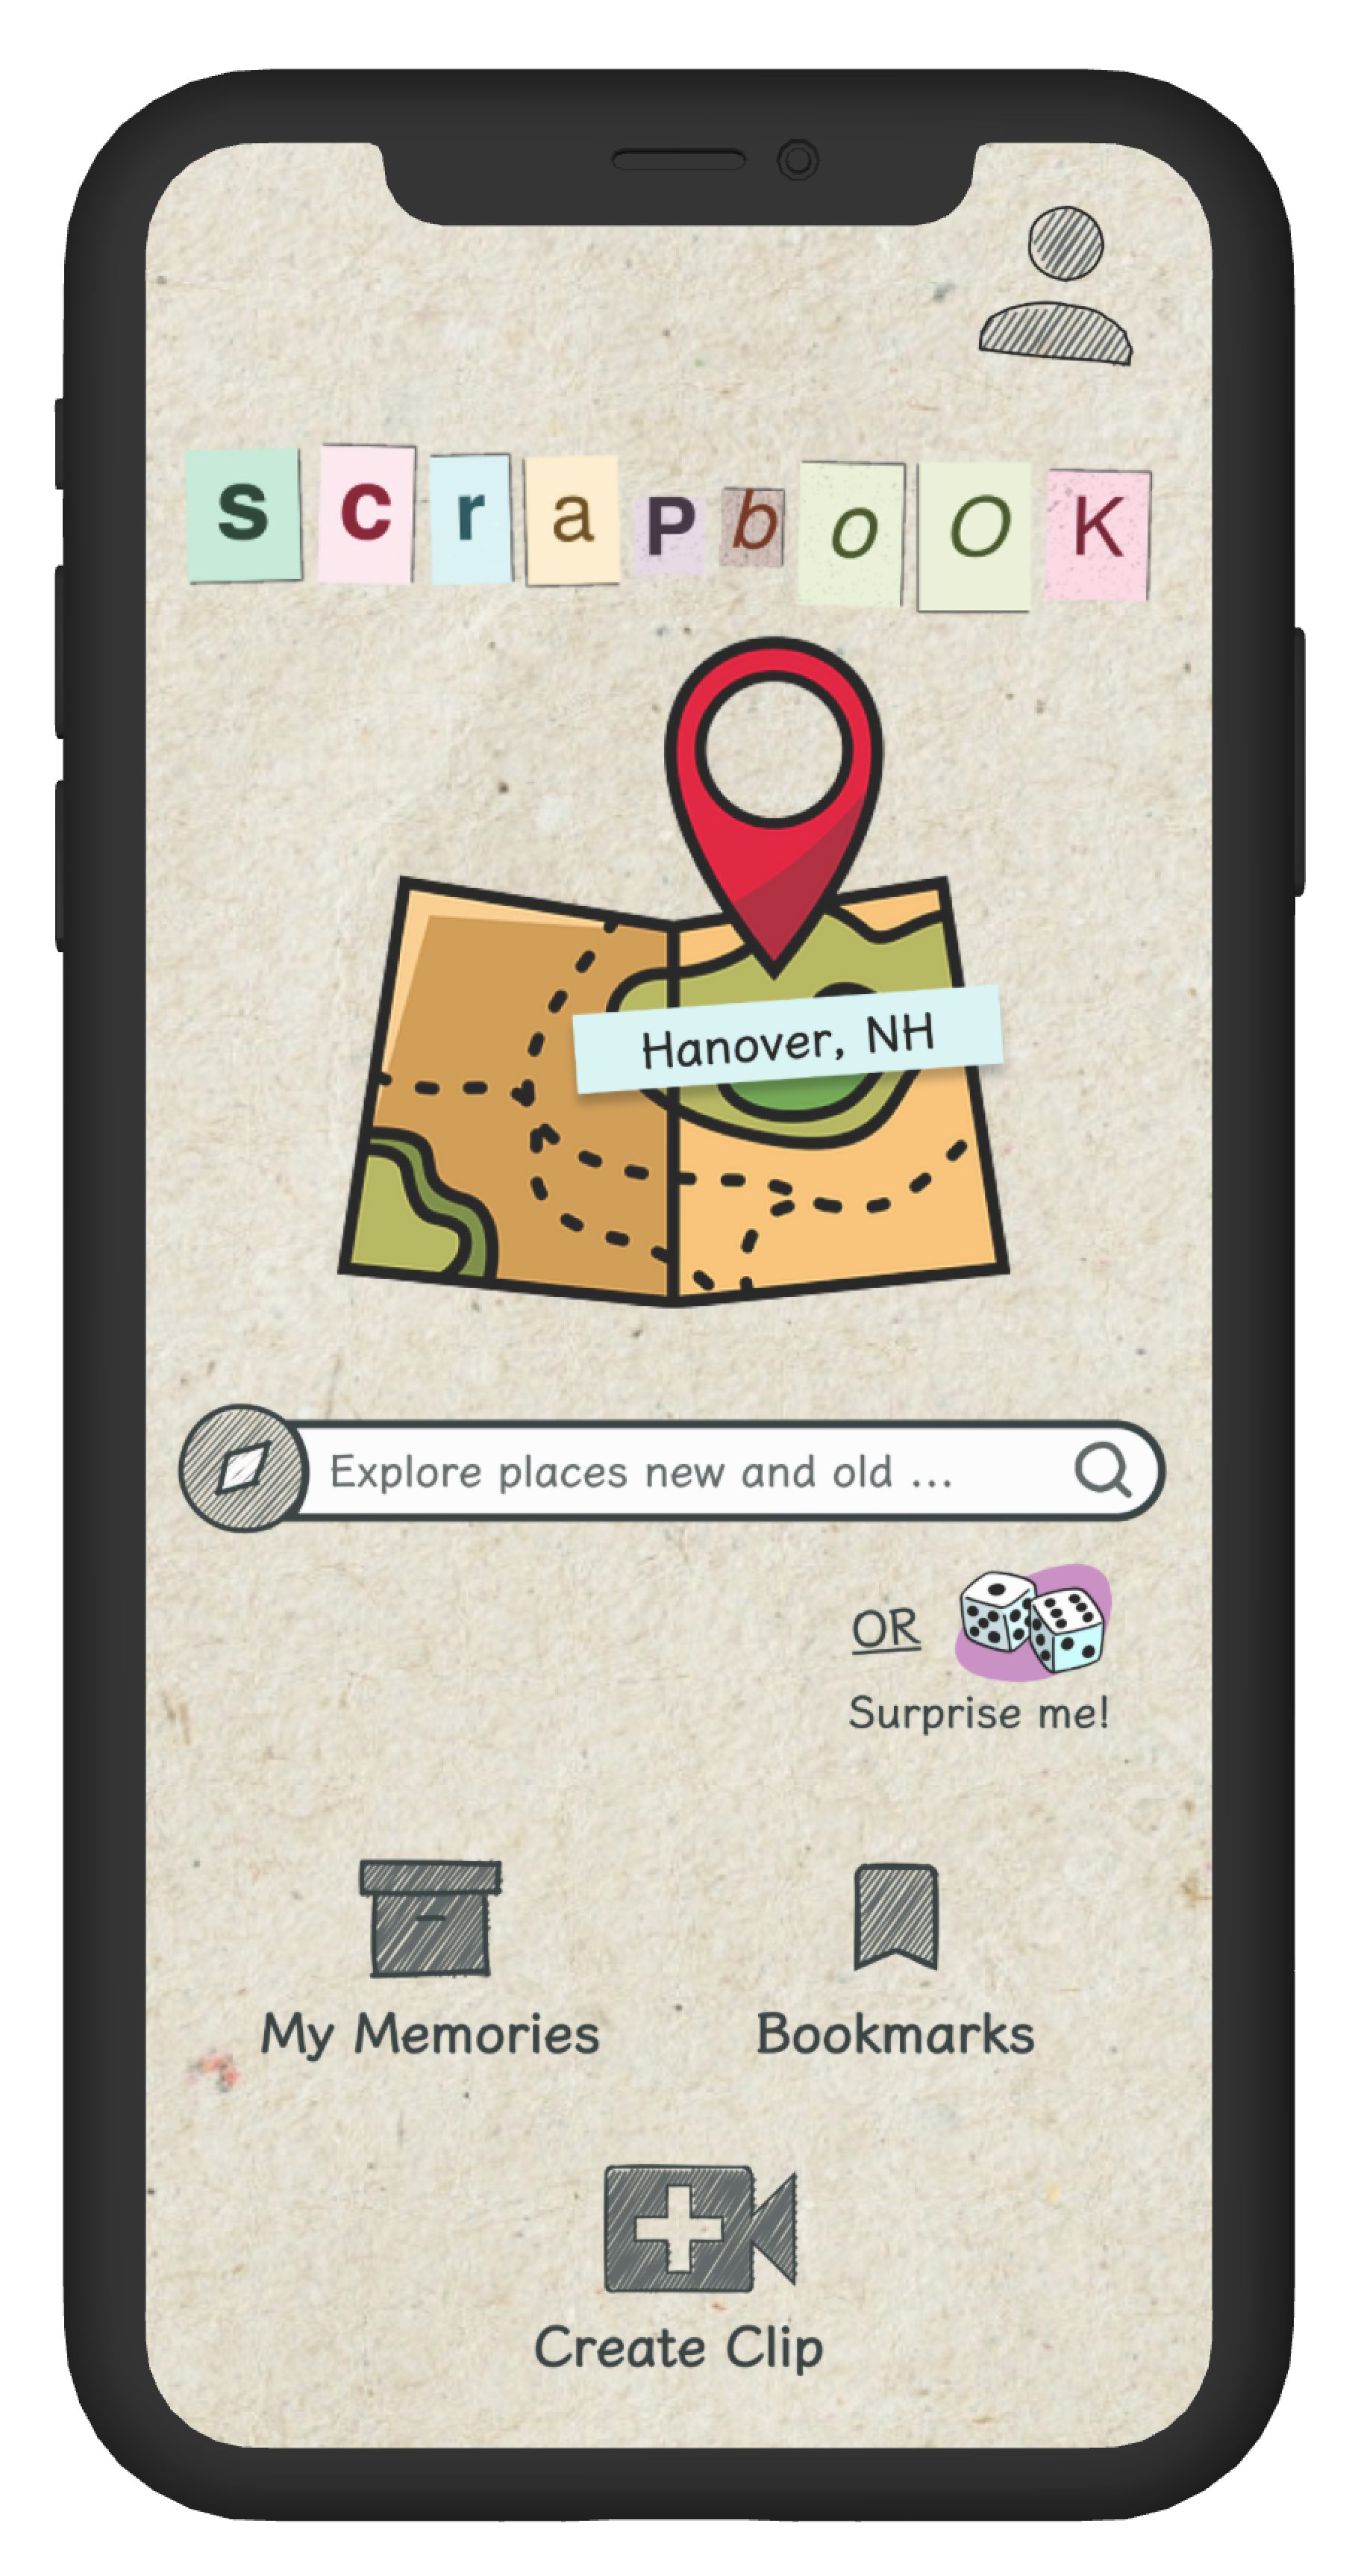 scraPboOK
Hanover, NH
Explore places new and old ...
OR
Surprise me!
My Memories
Bookmarks
Create Clip